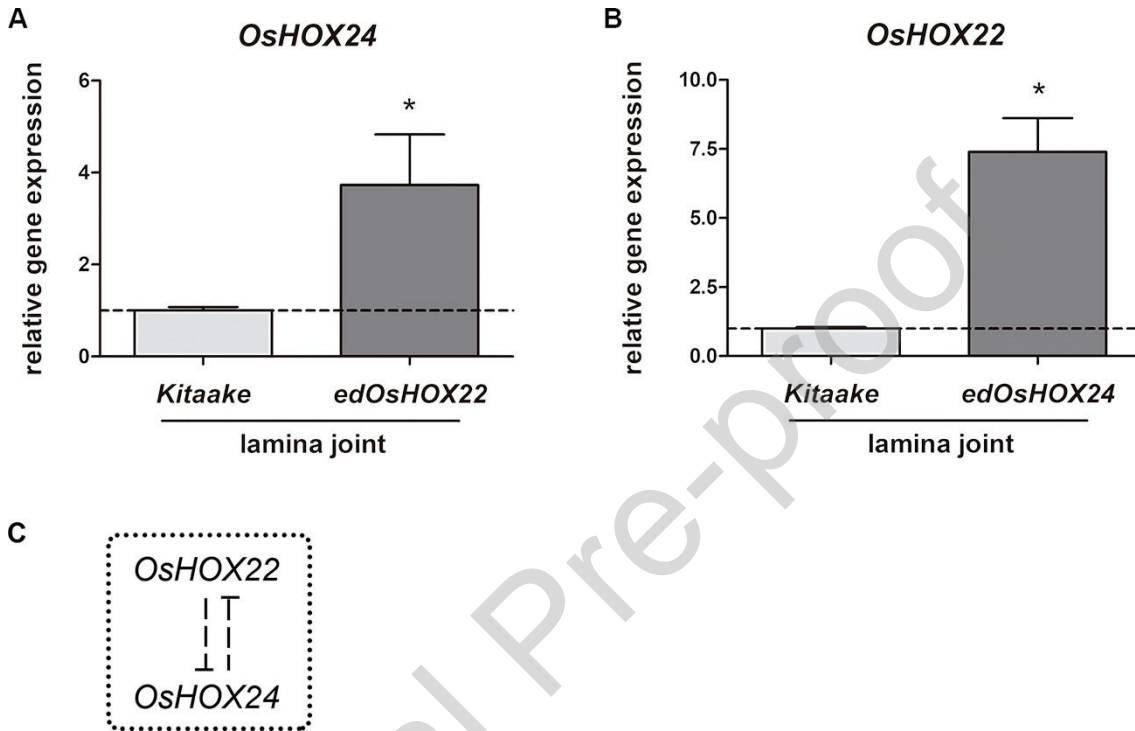 A
OsHOX24
relative gene expression
6
4
2
0
*
Kitaake
edOsHOX22
lamina joint
B
OsHOX22
relative gene expression
10.0
7.5
5.0
2.5
0.0
*
Kitaake
edOsHOX24
lamina joint
C
OsHOX22
OsHOX24
l Pre-proof